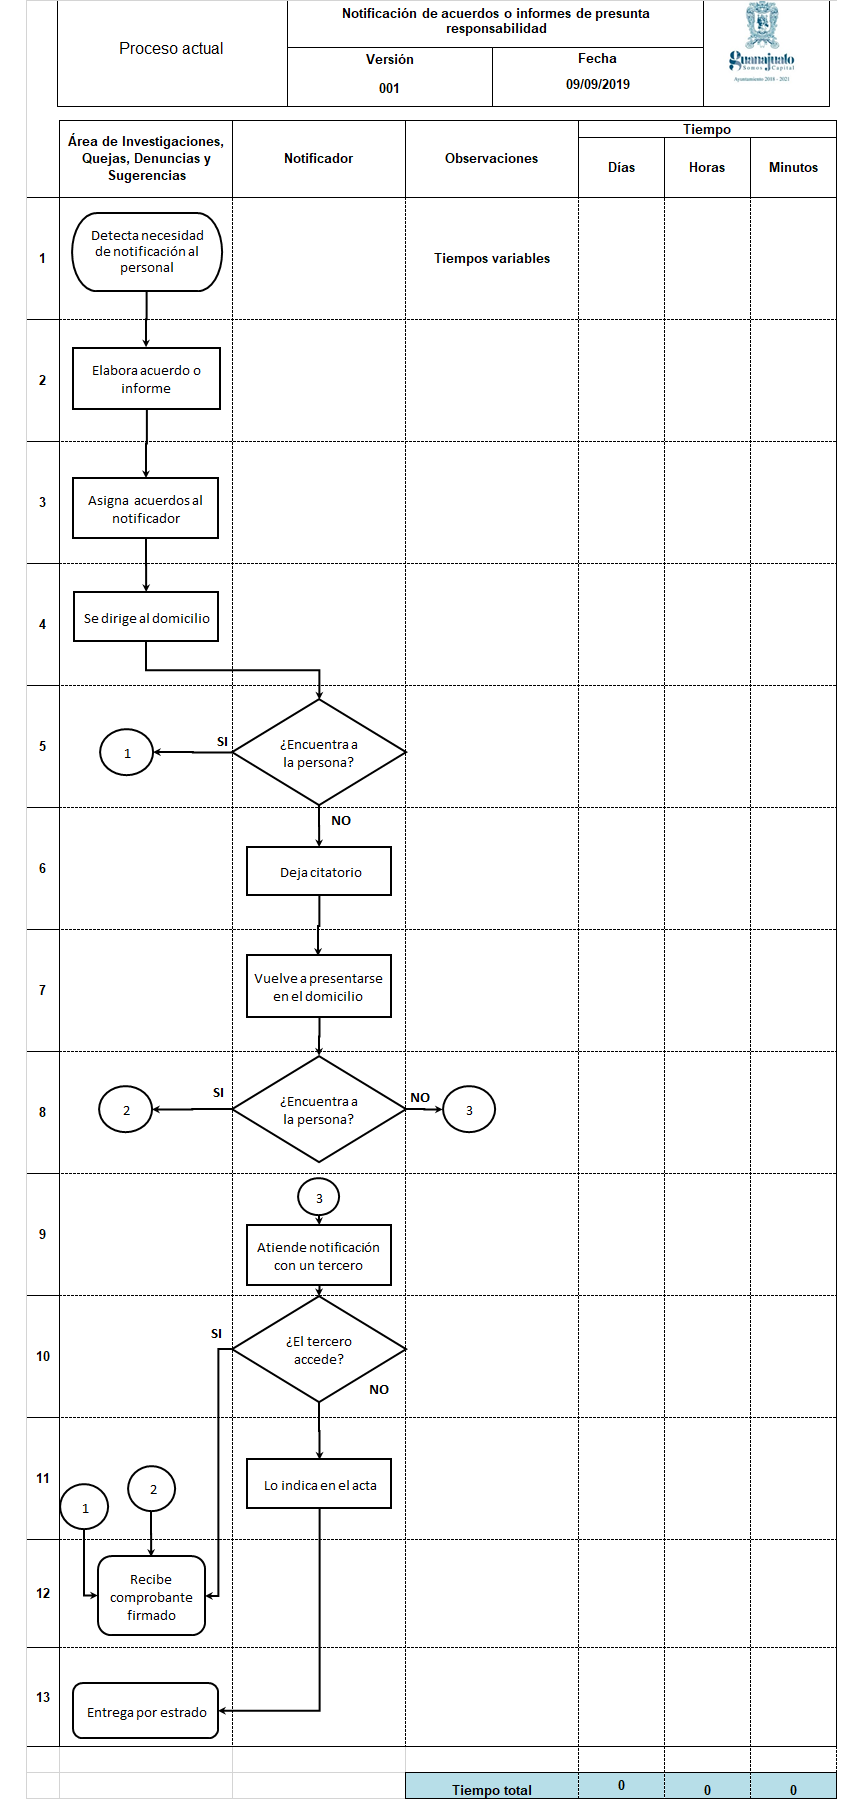 Proceso actual
Notificación de acuerdos o informes de presunta
responsabilidad
Versión
001
Fecha
09/09/2019
Guanajuato
Somos Capital
Ayuntamiento 2018 - 2021
Área de Investigaciones,
Quejas, Denuncias y
Sugerencias
Notificador
Observaciones
Tiempo
Días
Horas
Minutos
1
Detecta necesidad
de notificación al
personal
Tiempos variables
2
Elabora acuerdo o
informe
3
Asigna acuerdos al
notificador
4
Se dirige al domicilio
5
1
SI
¿Encuentra a
la persona?
NO
6
Deja citatorio
7
Vuelve a presentarse
en el domicilio
8
2
SI
¿Encuentra a
la persona?
NO
3
9
3
Atiende notificación
con un tercero
10
SI
¿El tercero
accede?
NO
11
1
2
Lo indica en el acta
12
Recibe
comprobante
firmado
13
Entrega por estrado
Tiempo total
0
0
0